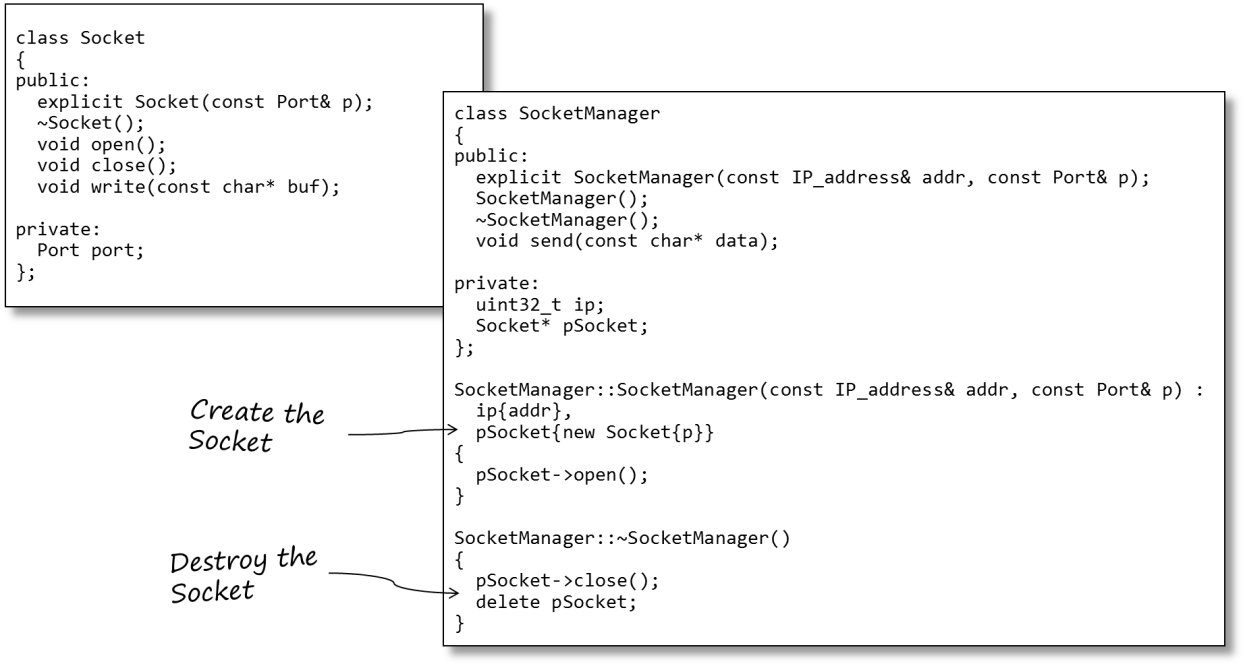 class Socket
{
public:
  explicit Socket(const Port& p);
  ~Socket();
  void open();
  void close();
  void write(const char* buf);
private:
  Port port;
};
class SocketManager
{
public:
  explicit SocketManager(const IP_address& addr, const Port& p);
  SocketManager();
  ~SocketManager();
  void send(const char* data);
private:
  uint32_t ip;
  Socket* pSocket;
};
SocketManager::SocketManager(const IP_address& addr, const Port& p) :
  ip{addr},
  pSocket{new Socket{p}}
{
  pSocket->open();
}
SocketManager::~SocketManager()
{
  pSocket->close();
  delete pSocket;
}
Create the
Socket
Destroy the
Socket